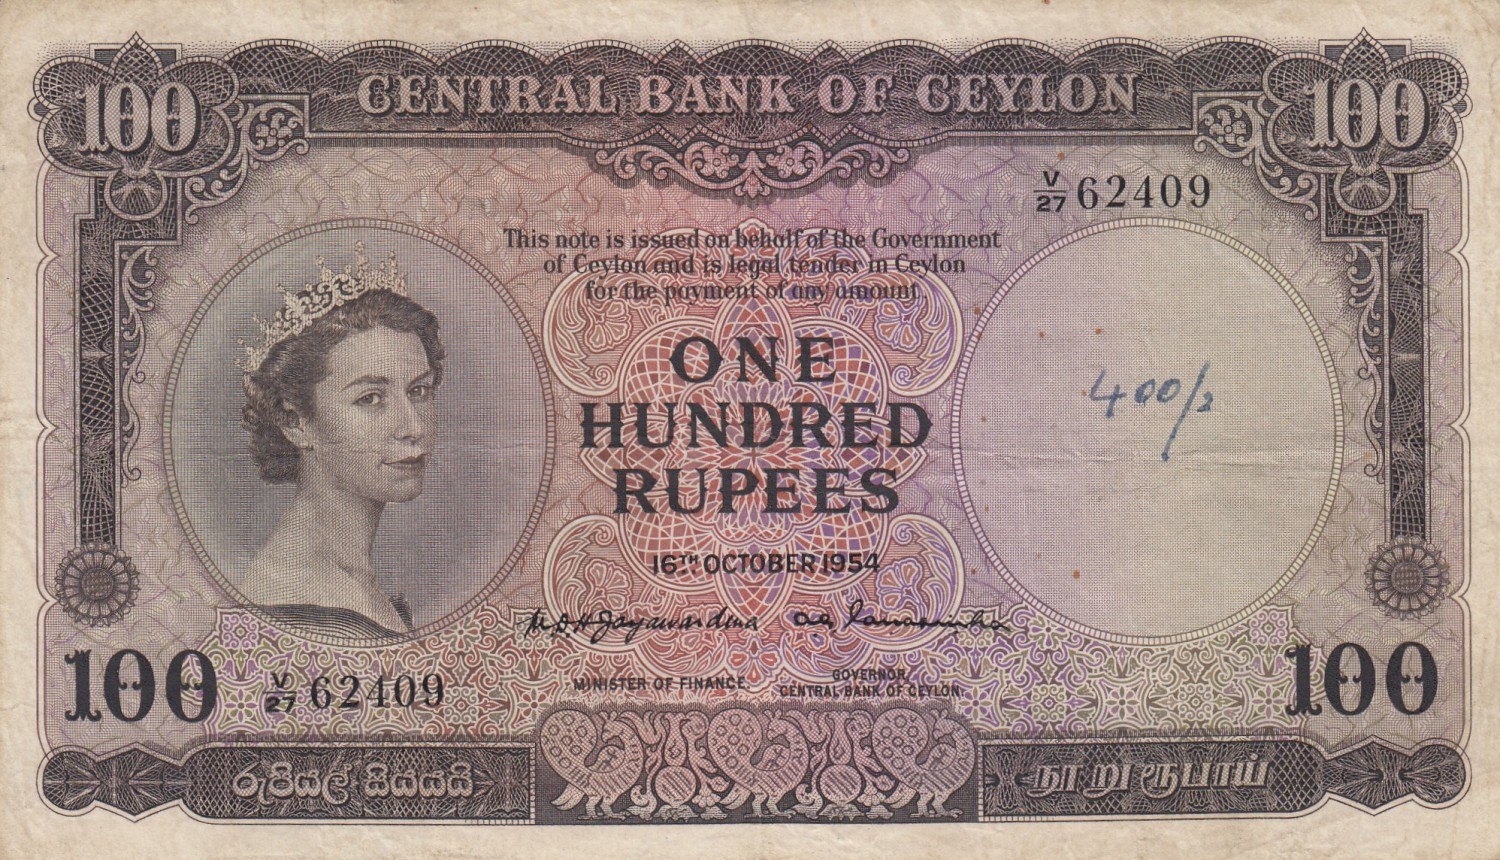 100 CENTRAL BANK OF CEYLON 100
V/27 62409
This note is issued on behalf of the Government
of Ceylon and is legal tender in Ceylon
for the payment of any amount
ONE
HUNDRED
RUPEES
400/
16TH OCTOBER 1954
M.D.H. Jayawardena
MINISTER OF FINANCE.
GOVERNOR,
CENTRAL BANK OF CEYLON.
100 V/27 62409 100
රුපියල් සියයයි
நூறு ரூபாய்